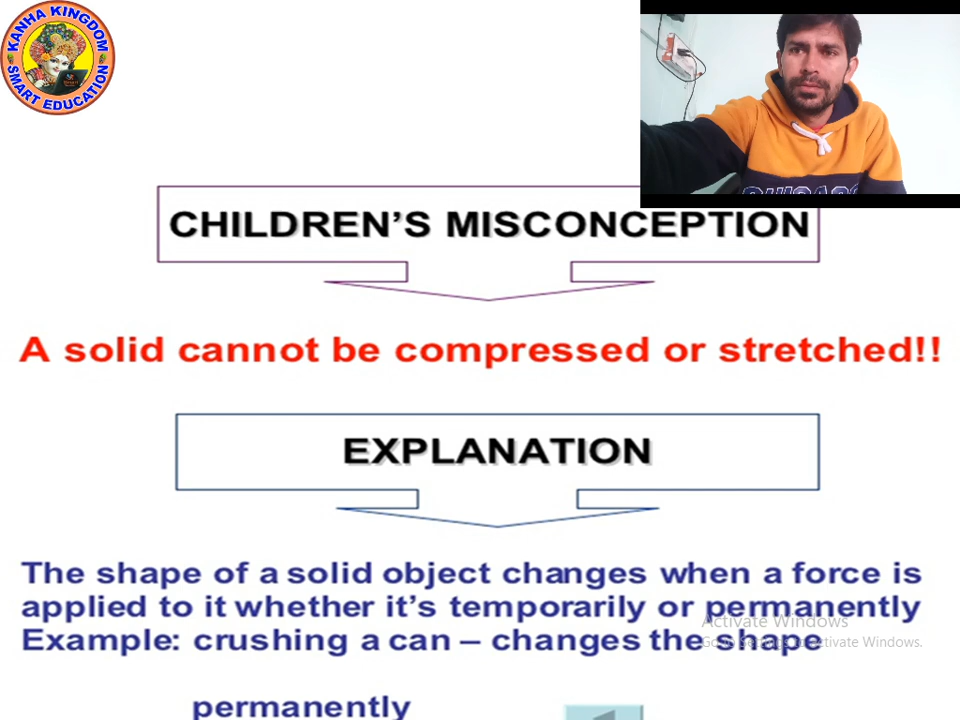 KANHA KINGDOM
SMART EDUCATION
CHILDREN'S MISCONCEPTION
A solid cannot be compressed or stretched!!
EXPLANATION
The shape of a solid object changes when a force is
applied to it whether it's temporarily or permanently
Activate Windows
Example: crushing a can – changes the shape
Go to Settings to activate Windows.
permanently